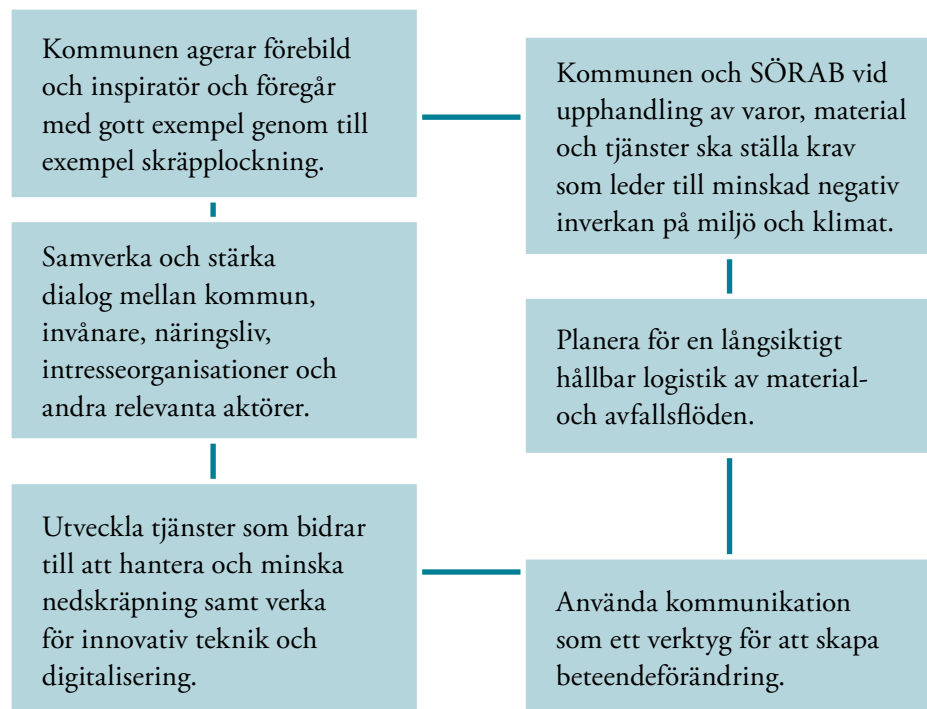 Kommunen agerar förebild
och inspiratör och föregår
med gott exempel genom till
exempel skräpplockning.
Kommunen och SÖRAB vid
upphandling av varor, material
och tjänster ska ställa krav
som leder till minskad negativ
inverkan på miljö och klimat.
Samverka och stärka
dialog mellan kommun,
invånare, näringsliv,
intresseorganisationer och
andra relevanta aktörer.
Planera för en långsiktigt
hållbar logistik av material-
och avfallsflöden.
Utveckla tjänster som bidrar
till att hantera och minska
nedskräpning samt verka
för innovativ teknik och
digitalisering.
Använda kommunikation
som ett verktyg för att skapa
beteendeförändring.